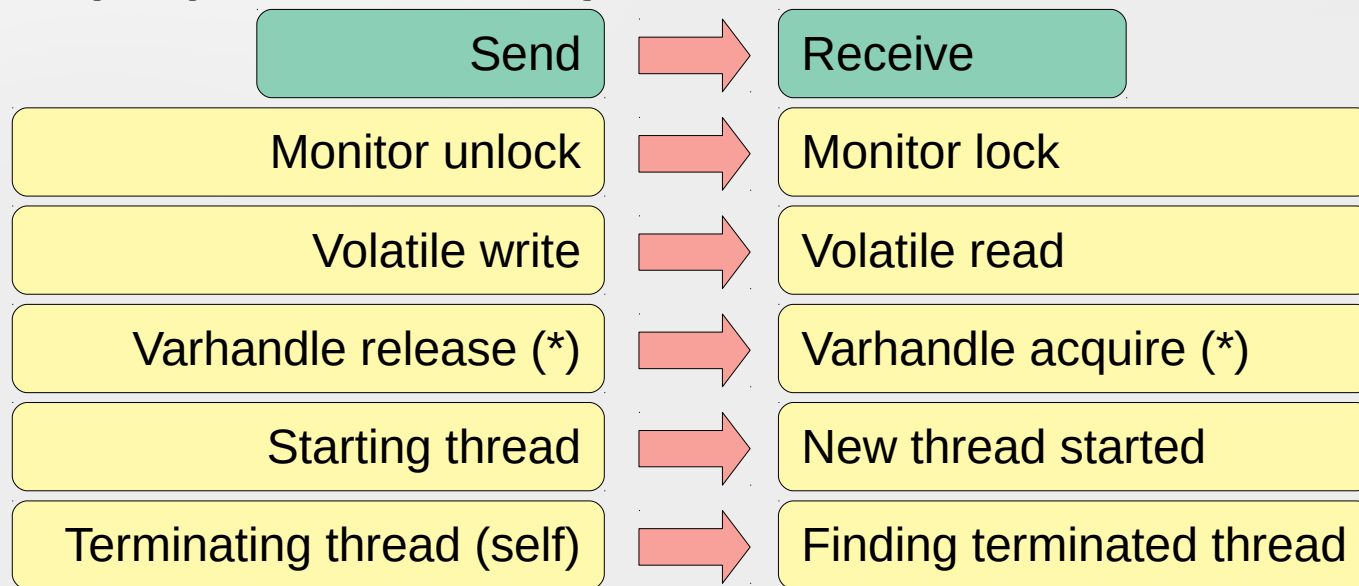 Send Receive
Monitor unlock Monitor lock
Volatile write Volatile read
Varhandle release (*) Varhandle acquire (*)
Starting thread New thread started
Terminating thread (self) Finding terminated thread